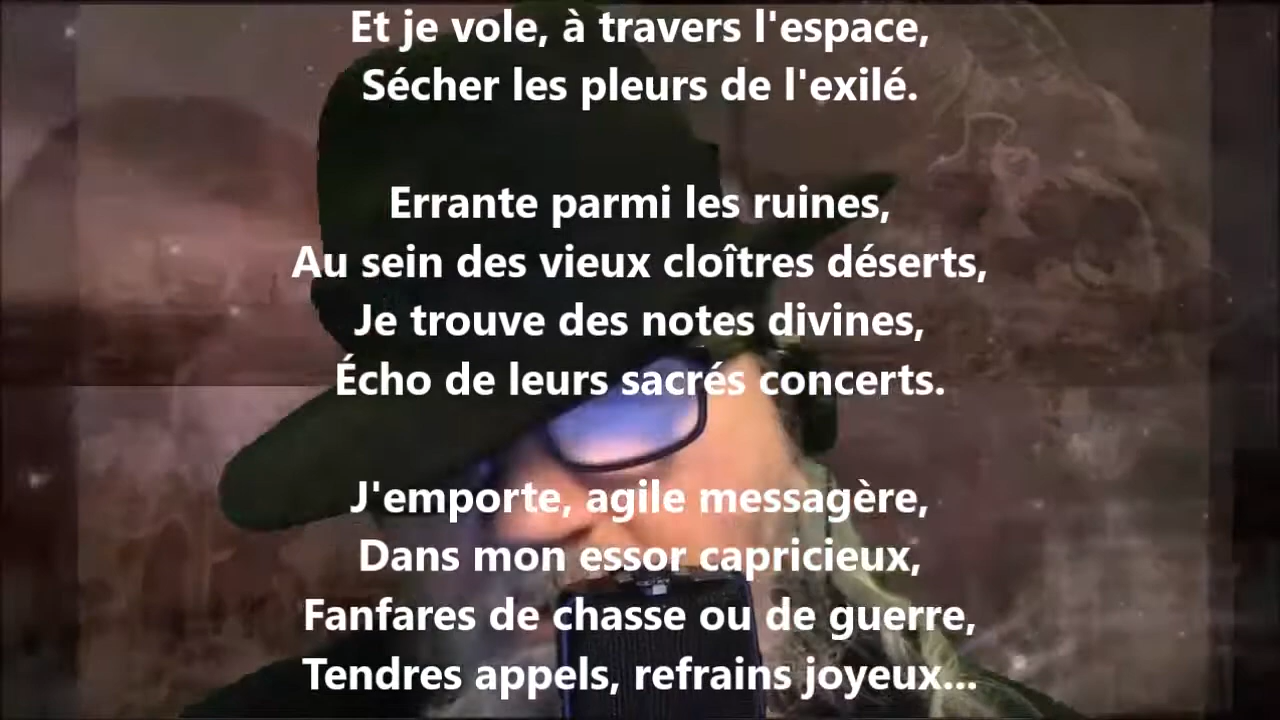 Et je vole, à travers l'espace,
Sécher les pleurs de l'exilé.
Errante parmi les ruines,
Au sein des vieux cloîtres déserts,
Je trouve des notes divines,
Écho de leurs sacrés concerts.
J'emporte, agile messagère,
Dans mon essor capricieux,
Fanfares de chasse ou de guerre,
Tendres appels, refrains joyeux...